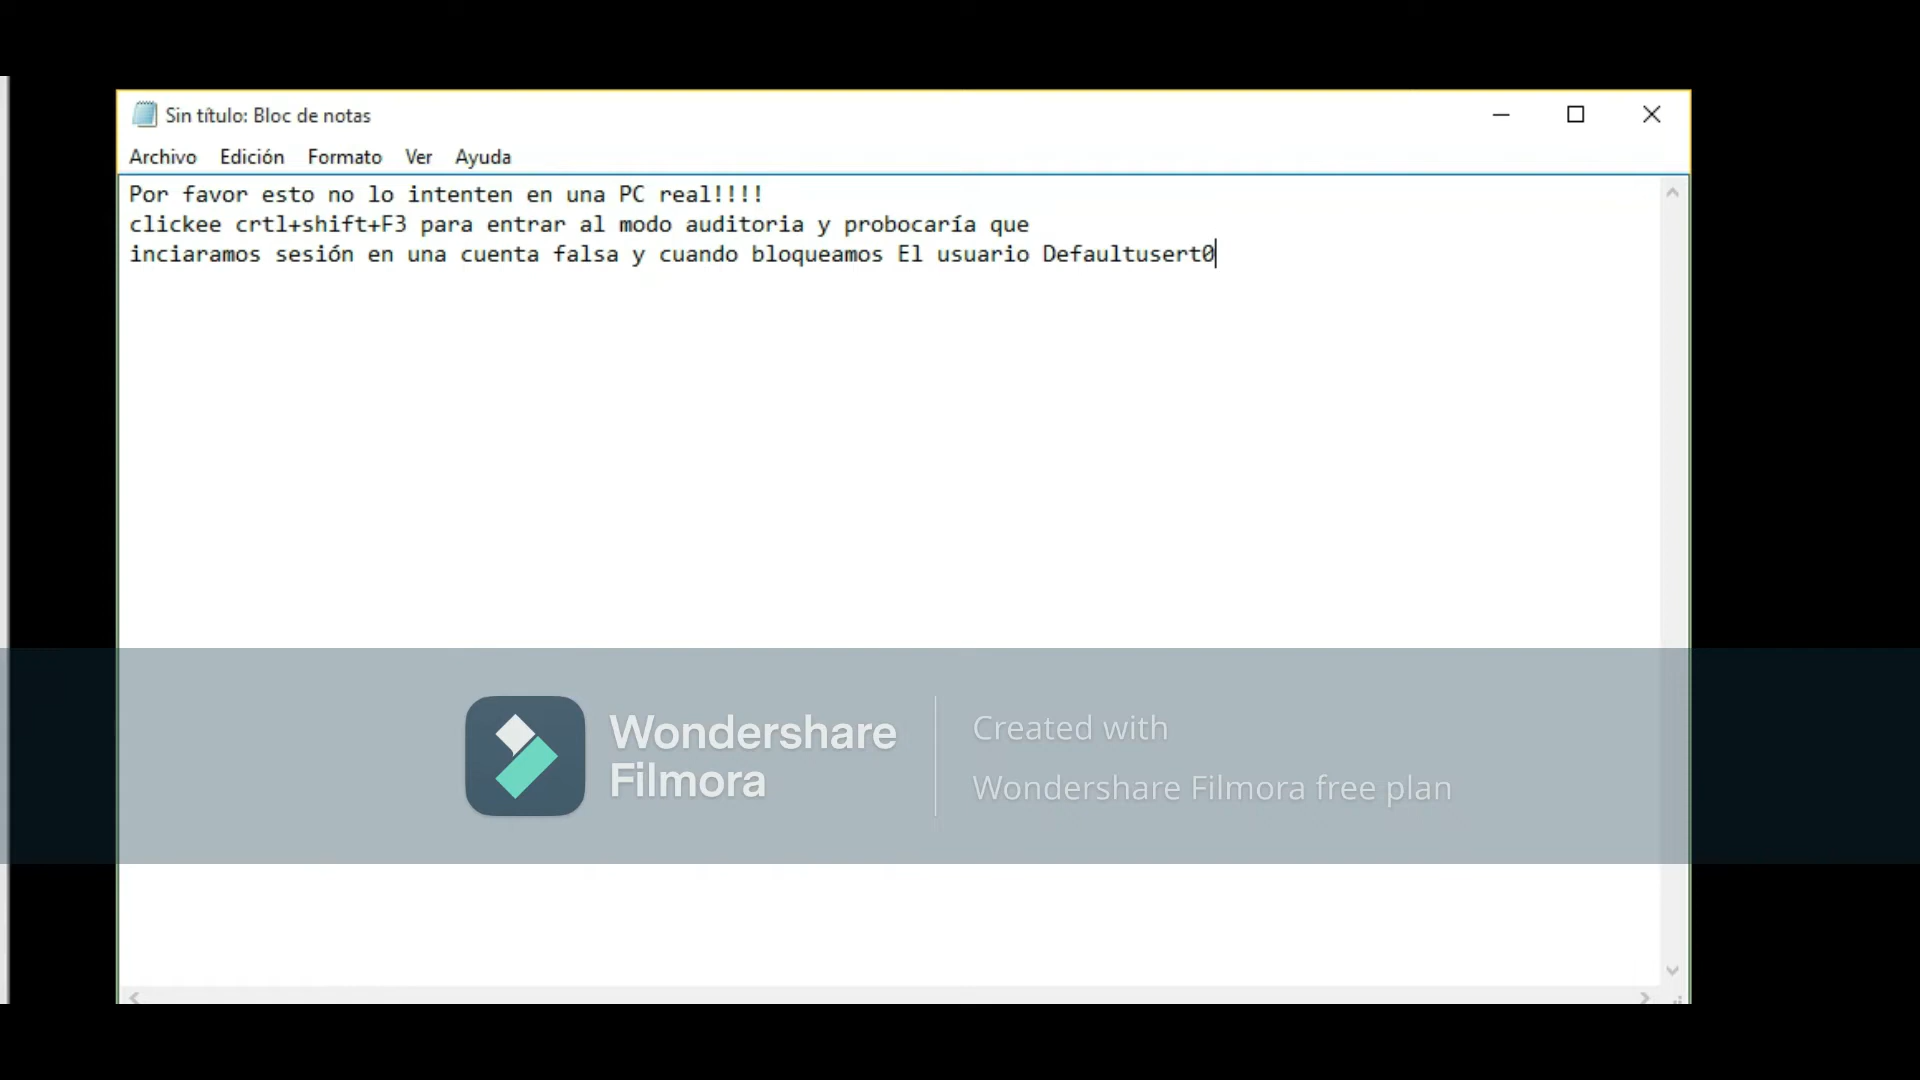 Sin título: Bloc de notas
Archivo Edición Formato Ver Ayuda
Por favor esto no lo intenten en una PC real!!!!
clickee crtl+shift+F3 para entrar al modo auditoria y probocaría que
inciaramos sesión en una cuenta falsa y cuando bloqueamos El usuario Defaultusert0
Wondershare
Filmora
Created with
Wondershare Filmora free plan